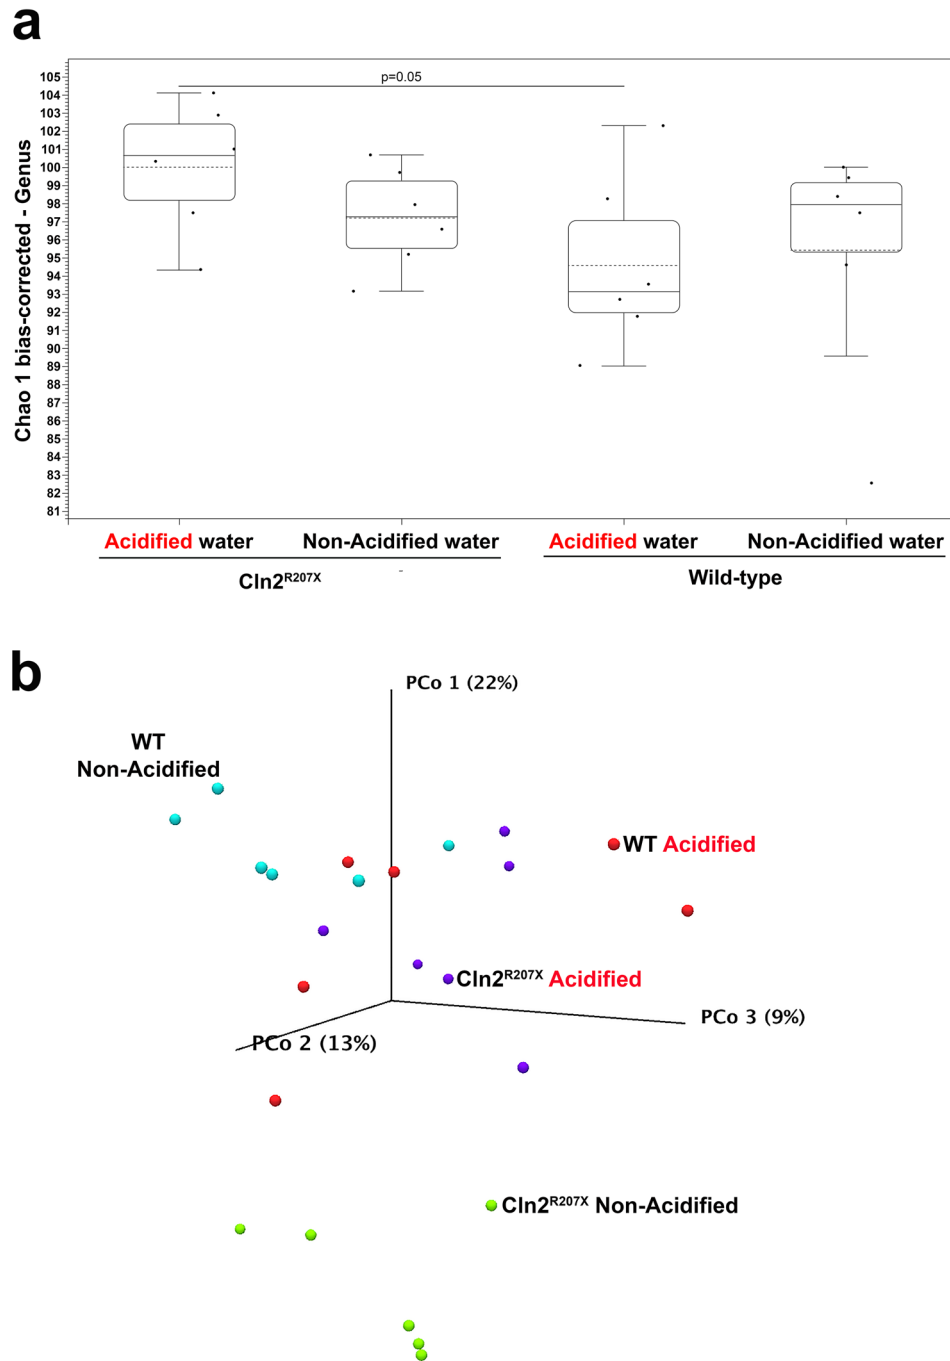 a
p=0.05
Chao 1 bias-corrected - Genus
105
104
103
102
101
100
99
98
97
96
95
94
93
92
91
90
89
88
87
86
85
84
83
82
81
Acidified water
Non-Acidified water
Acidified water
Non-Acidified water
Cln2R207X
-
Wild-type
b
PCo 1 (22%)
WT
Non-Acidified
WT Acidified
Cln2R207X Acidified
PCo 3 (9%)
PCo 2 (13%)
Cln2R207X Non-Acidified